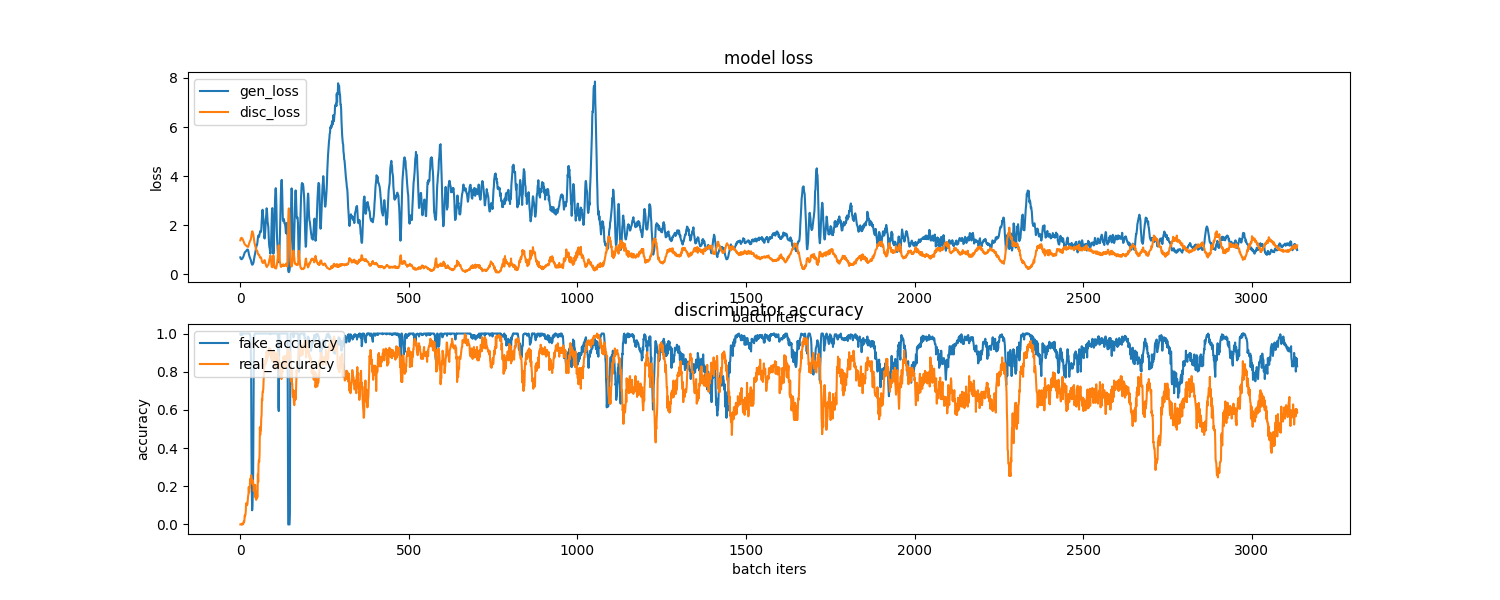 model loss
8
6
4
2
0
loss
gen_loss
disc_loss
0 500 1000 1500 2000 2500 3000
batch iters
discriminator accuracy
1.0
0.8
0.6
0.4
0.2
0.0
accuracy
fake_accuracy
real_accuracy
0 500 1000 1500 2000 2500 3000
batch iters